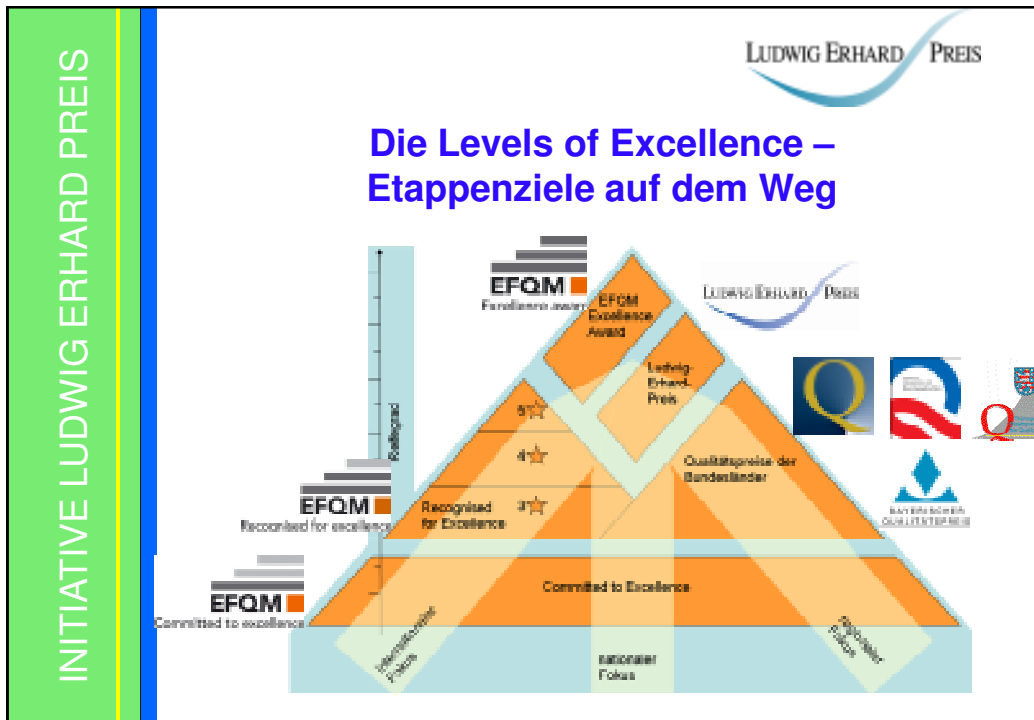 INITIATIVE LUDWIG ERHARD PREIS
LUDWIG ERHARD PREIS
Die Levels of Excellence –
Etappenziele auf dem Weg
EFQM
Excellence award
EFQM
Excellence
Award
LUDWIG ERHARD PREIS
Ludwig-
Erhard-
Preis
Q
Q
Reifegrad
5
4
3
Qualitätspreise der
Bundesländer
EFQM
Recognised for excellence
Recognised
for Excellence
BAYERISCHER
QUALITÄTSPREIS
EFQM
Committed to excellence
Committed to Excellence
Internationaler
Fokus
nationaler
Fokus
Regionaler
Fokus